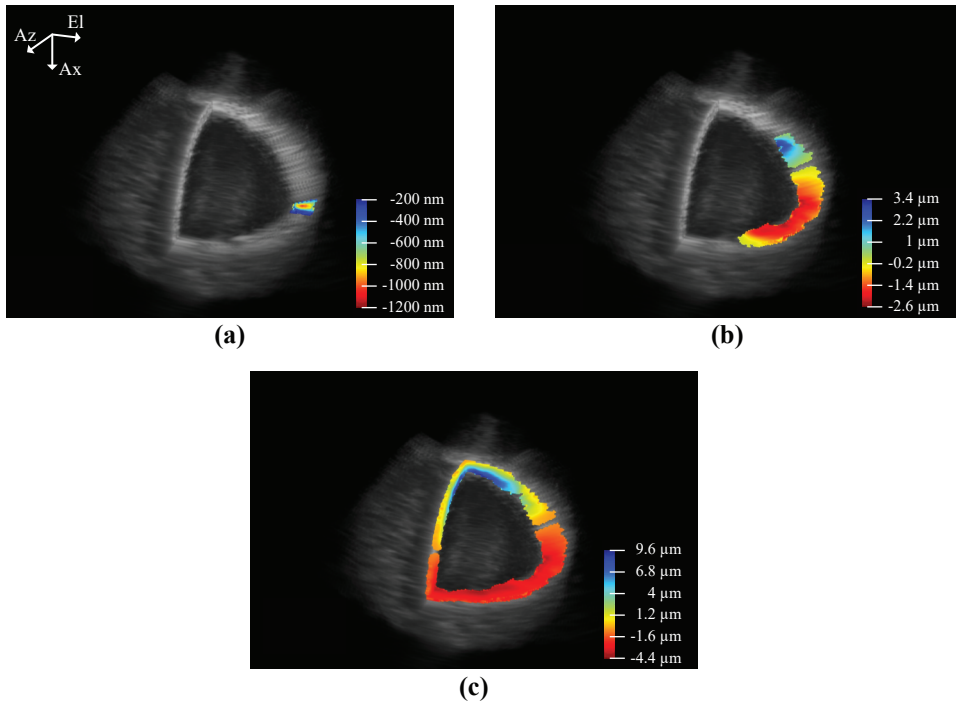 Az
El
Ax
-200 nm
-400 nm
-600 nm
-800 nm
-1000 nm
-1200 nm
(a)
3.4 µm
2.2 µm
1 µm
-0.2 µm
-1.4 µm
-2.6 µm
(b)
9.6 µm
6.8 µm
4 µm
1.2 µm
-1.6 µm
-4.4 µm
(c)